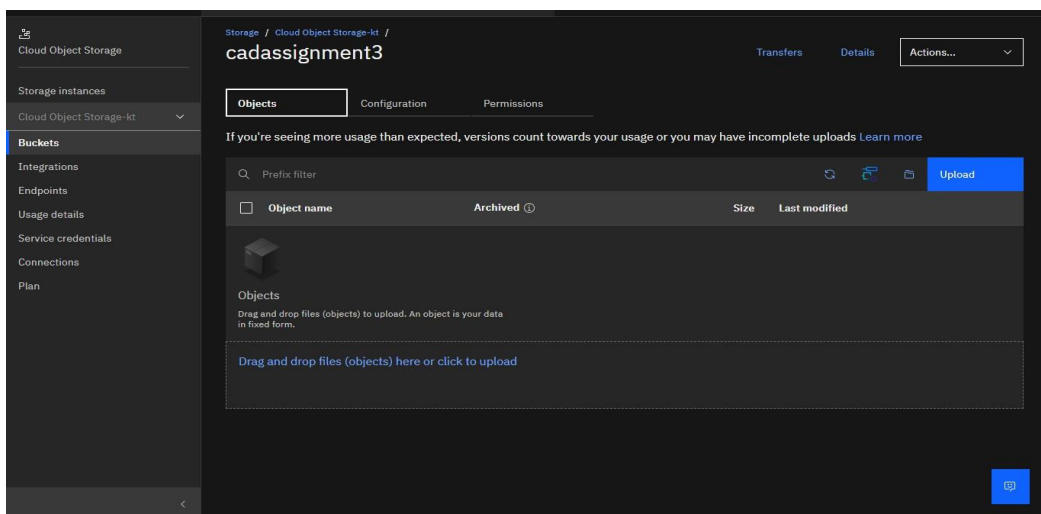 Cloud Object Storage
Storage instances
Cloud Object Storage-kt
Buckets
Integrations
Endpoints
Usage details
Service credentials
Connections
Plan
Storage / Cloud Object Storage-kt /
cadassignment3
Transfers Details Actions...
Objects Configuration Permissions
If you're seeing more usage than expected, versions count towards your usage or you may have incomplete uploads Learn more
Prefix filter Upload
Object name Archived Size Last modified
Objects
Drag and drop files (objects) to upload. An object is your data
in fixed form.
Drag and drop files (objects) here or click to upload